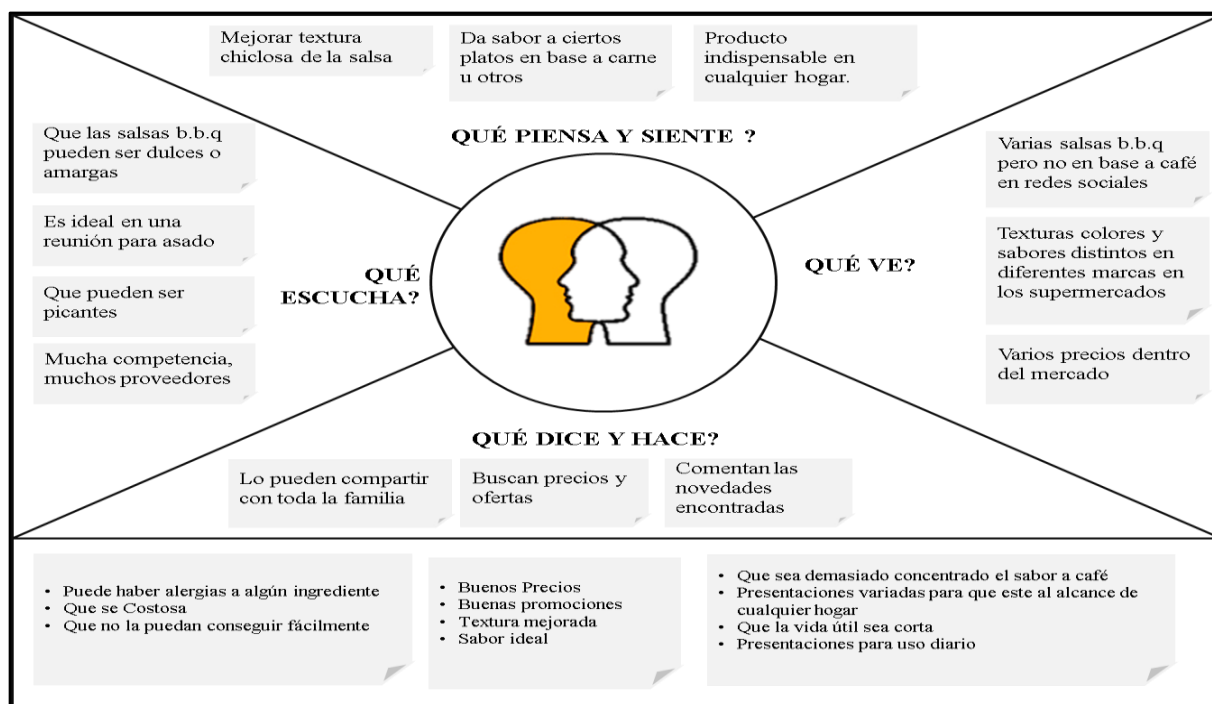 Mejorar textura
chiclosa de la salsa
Da sabor a ciertos
platos en base a carne
u otros
Producto
indispensable en
cualquier hogar.
QUÉ PIENSA Y SIENTE ?
Que las salsas b.b.q
pueden ser dulces o
amargas
Es ideal en una
reunión para asado
Que pueden ser
picantes
Mucha competencia,
muchos proveedores
QUÉ
ESCUCHA?
QUÉ VE?
Varias salsas b.b.q
pero no en base a café
en redes sociales
Texturas colores y
sabores distintos en
diferentes marcas en
los supermercados
Varios precios dentro
del mercado
QUÉ DICE Y HACE?
Lo pueden compartir
con toda la familia
Buscan precios y
ofertas
Comentan las
novedades
encontradas
• Puede haber alergias a algún ingrediente
• Que se Costosa
• Que no la puedan conseguir fácilmente
• Buenos Precios
• Buenas promociones
• Textura mejorada
• Sabor ideal
• Que sea demasiado concentrado el sabor a café
• Presentaciones variadas para que este al alcance de
cualquier hogar
• Que la vida útil sea corta
• Presentaciones para uso diario